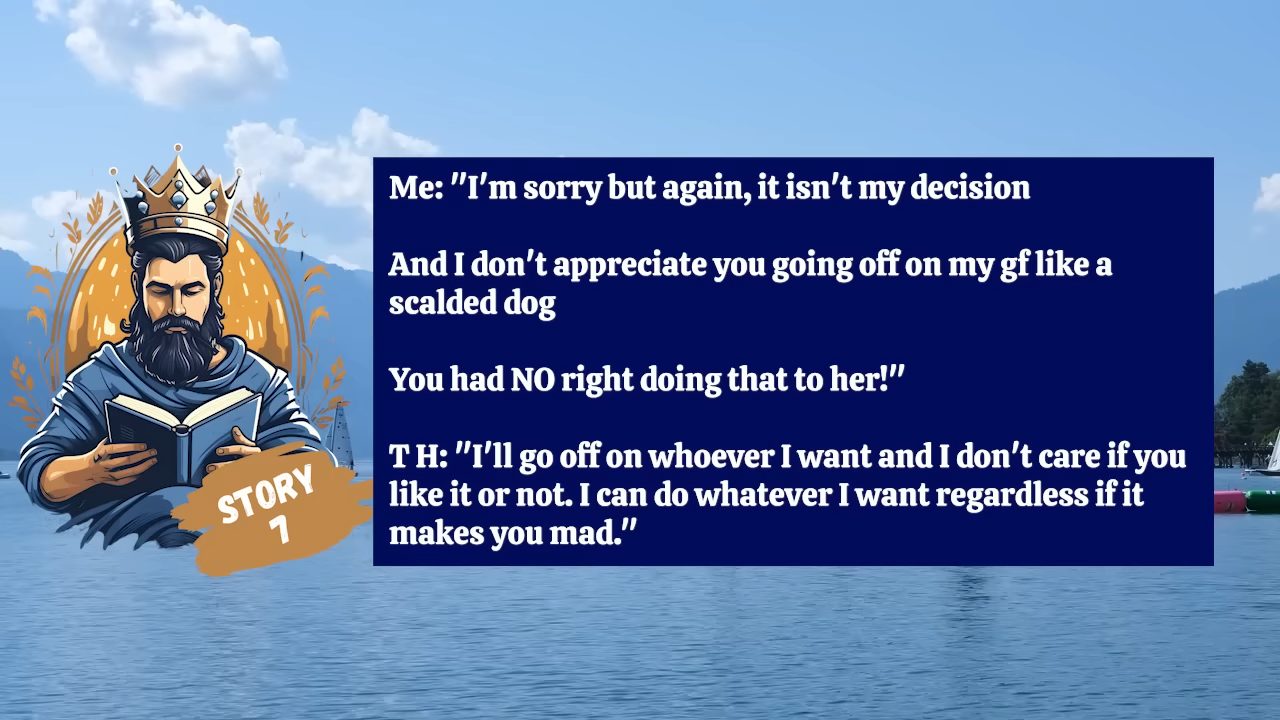 Me: "I'm sorry but again, it isn't my decision
And I don't appreciate you going off on my gf like a
scalded dog
You had NO right doing that to her!"
T H: "I'll go off on whoever I want and I don't care if you
like it or not. I can do whatever I want regardless if it
makes you mad."
STORY
7